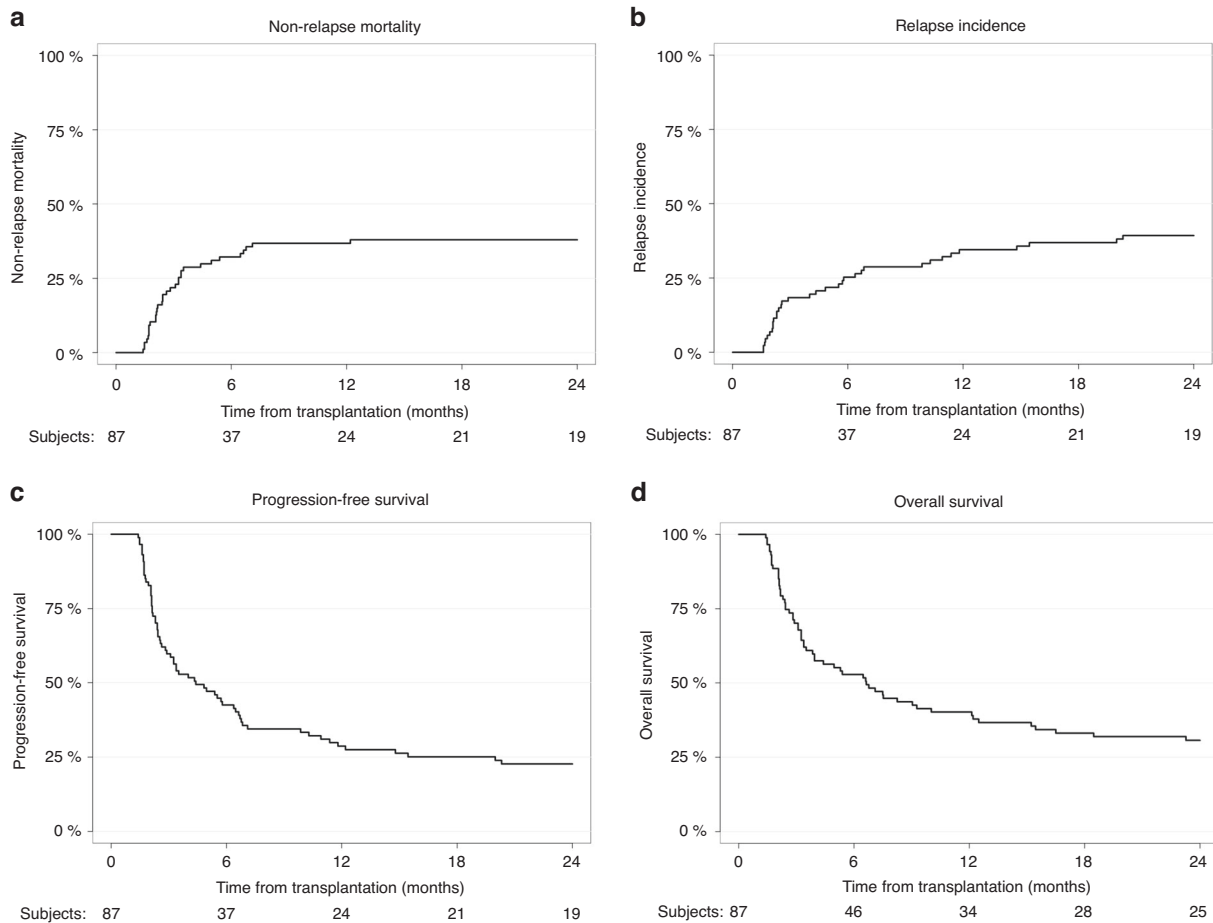 a
Non-relapse mortality
100 %
75 %
50 %
25 %
0 %
Non-relapse mortality
0 6 12 18 24
Time from transplantation (months)
Subjects: 87 37 24 21 19
b
Relapse incidence
100 %
75 %
50 %
25 %
0 %
Relapse incidence
0 6 12 18 24
Time from transplantation (months)
Subjects: 87 37 24 21 19
c
Progression-free survival
100 %
75 %
50 %
25 %
0 %
Progression-free survival
0 6 12 18 24
Time from transplantation (months)
Subjects: 87 37 24 21 19
d
Overall survival
100 %
75 %
50 %
25 %
0 %
Overall survival
0 6 12 18 24
Time from transplantation (months)
Subjects: 87 46 34 28 25